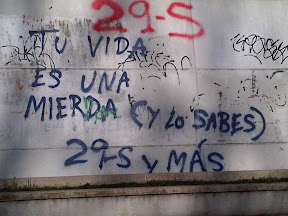 29-S
TU VIDA
ES UNA
MIERDA (Y LO SABES)
29-S Y MÁS